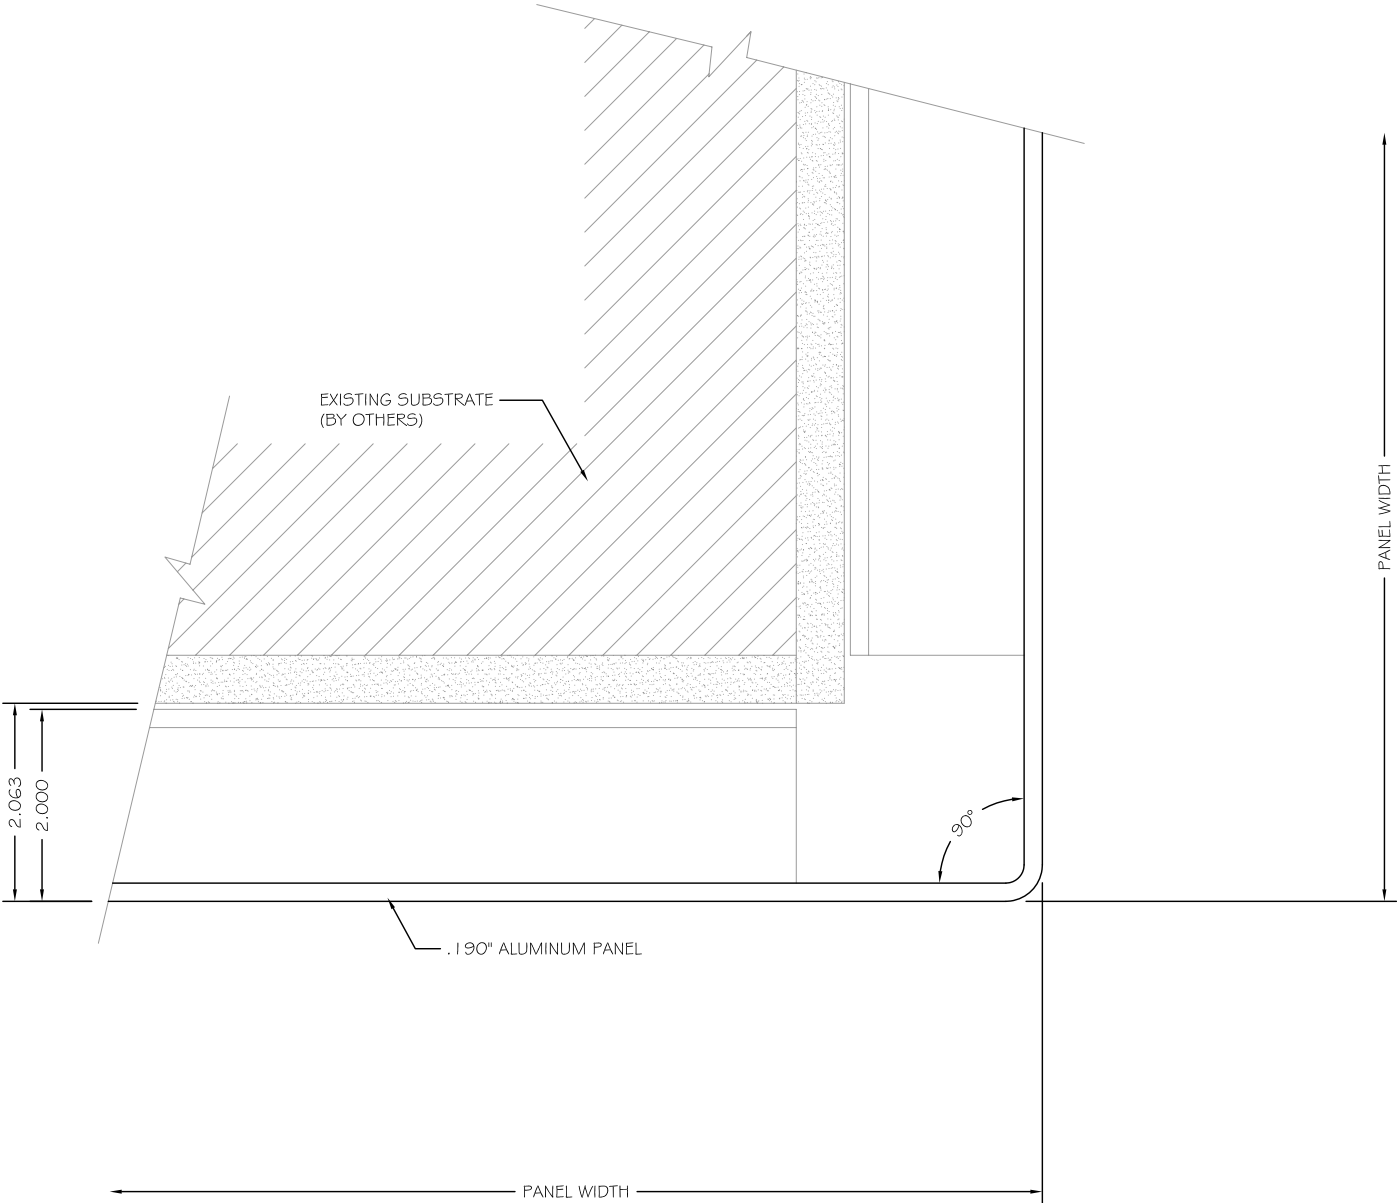 EXISTING SUBSTRATE
(BY OTHERS)
PANEL WIDTH
2.063
2.000
90°
.190" ALUMINUM PANEL
PANEL WIDTH